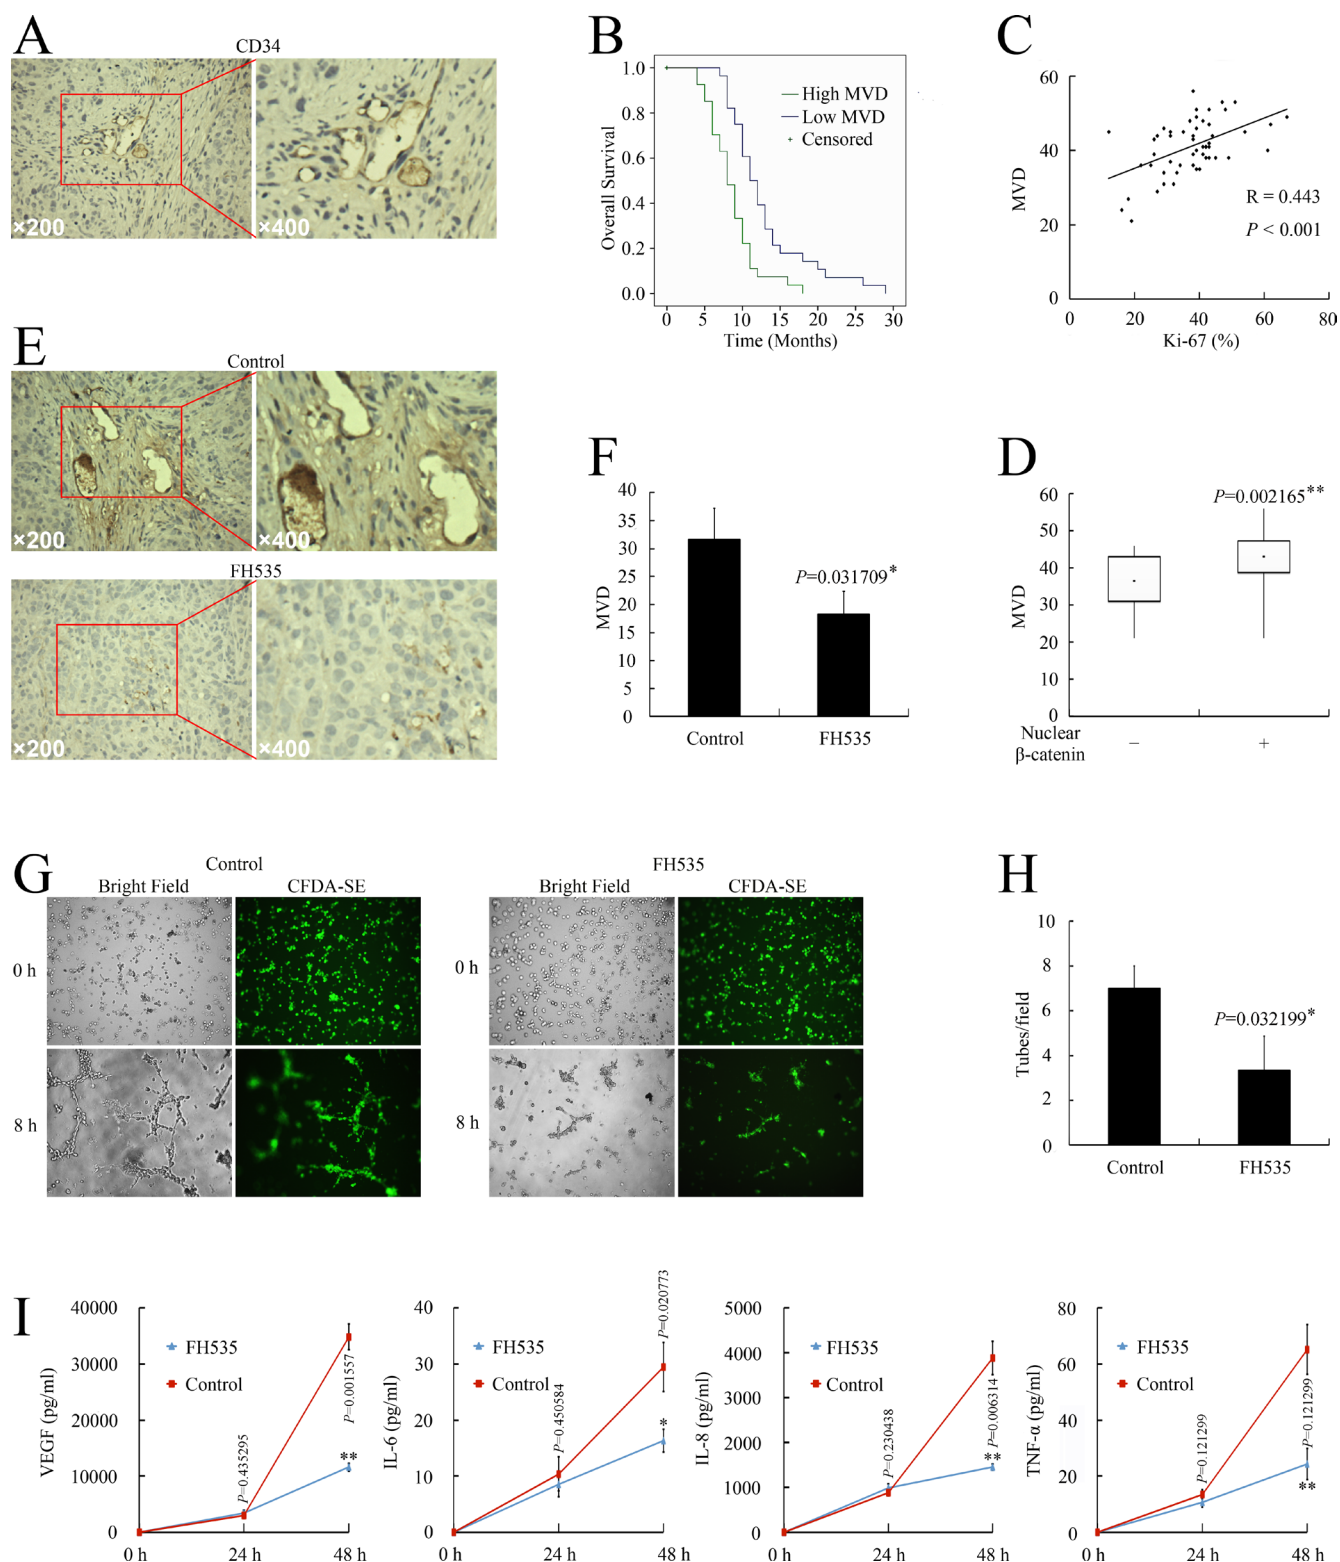 A
CD34
×200
×400
B
1.0
0.8
0.6
0.4
0.2
0.0
Overall Survival
High MVD
Low MVD
+ Censored
0 5 10 15 20 25 30
Time (Months)
C
60
40
20
0
MVD
R = 0.443
P < 0.001
0 20 40 60 80
Ki-67 (%)
E
Control
×200
×400
FH535
×200
×400
F
40
35
30
25
20
15
10
5
0
MVD
P=0.031709*
Control FH535
D
60
50
40
30
20
10
0
MVD
P=0.002165**
Nuclear
β-catenin
− +
G
Control
Bright Field CFDA-SE
0 h
8 h
FH535
Bright Field CFDA-SE
0 h
8 h
H
10
8
6
4
2
0
Tubes/field
P=0.032199*
Control FH535
I
40000
30000
20000
10000
0
VEGF (pg/ml)
FH535
Control
P=0.435295
P=0.001557
**
0 h 24 h 48 h
40
30
20
10
0
IL-6 (pg/ml)
FH535
Control
P=0.450584
P=0.020773
*
0 h 24 h 48 h
5000
4000
3000
2000
1000
0
IL-8 (pg/ml)
FH535
Control
P=0.230438
P=0.006314
**
0 h 24 h 48 h
80
60
40
20
0
TNF-α (pg/ml)
FH535
Control
P=0.121299
P=0.121299
**
0 h 24 h 48 h